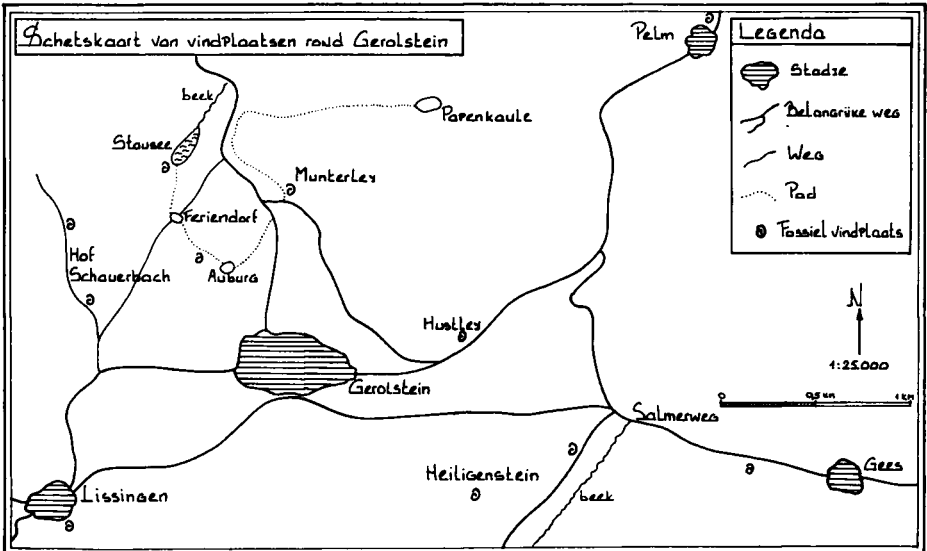 Schetskaart van vindplaatsen rond Gerolstein
Pelm
Legenda
Stadje
Belangrijke weg
Weg
Pad
Fossiel vindplaats
beek
Stausee
Papenkaule
Munterley
Feriendorf
Auburg
Hof
Schauerbach
Hustley
Gerolstein
N
1:25.000
0 0,5 km 1 km
Salmerweg
Heiligenstein
Gees
Lissingen
beek